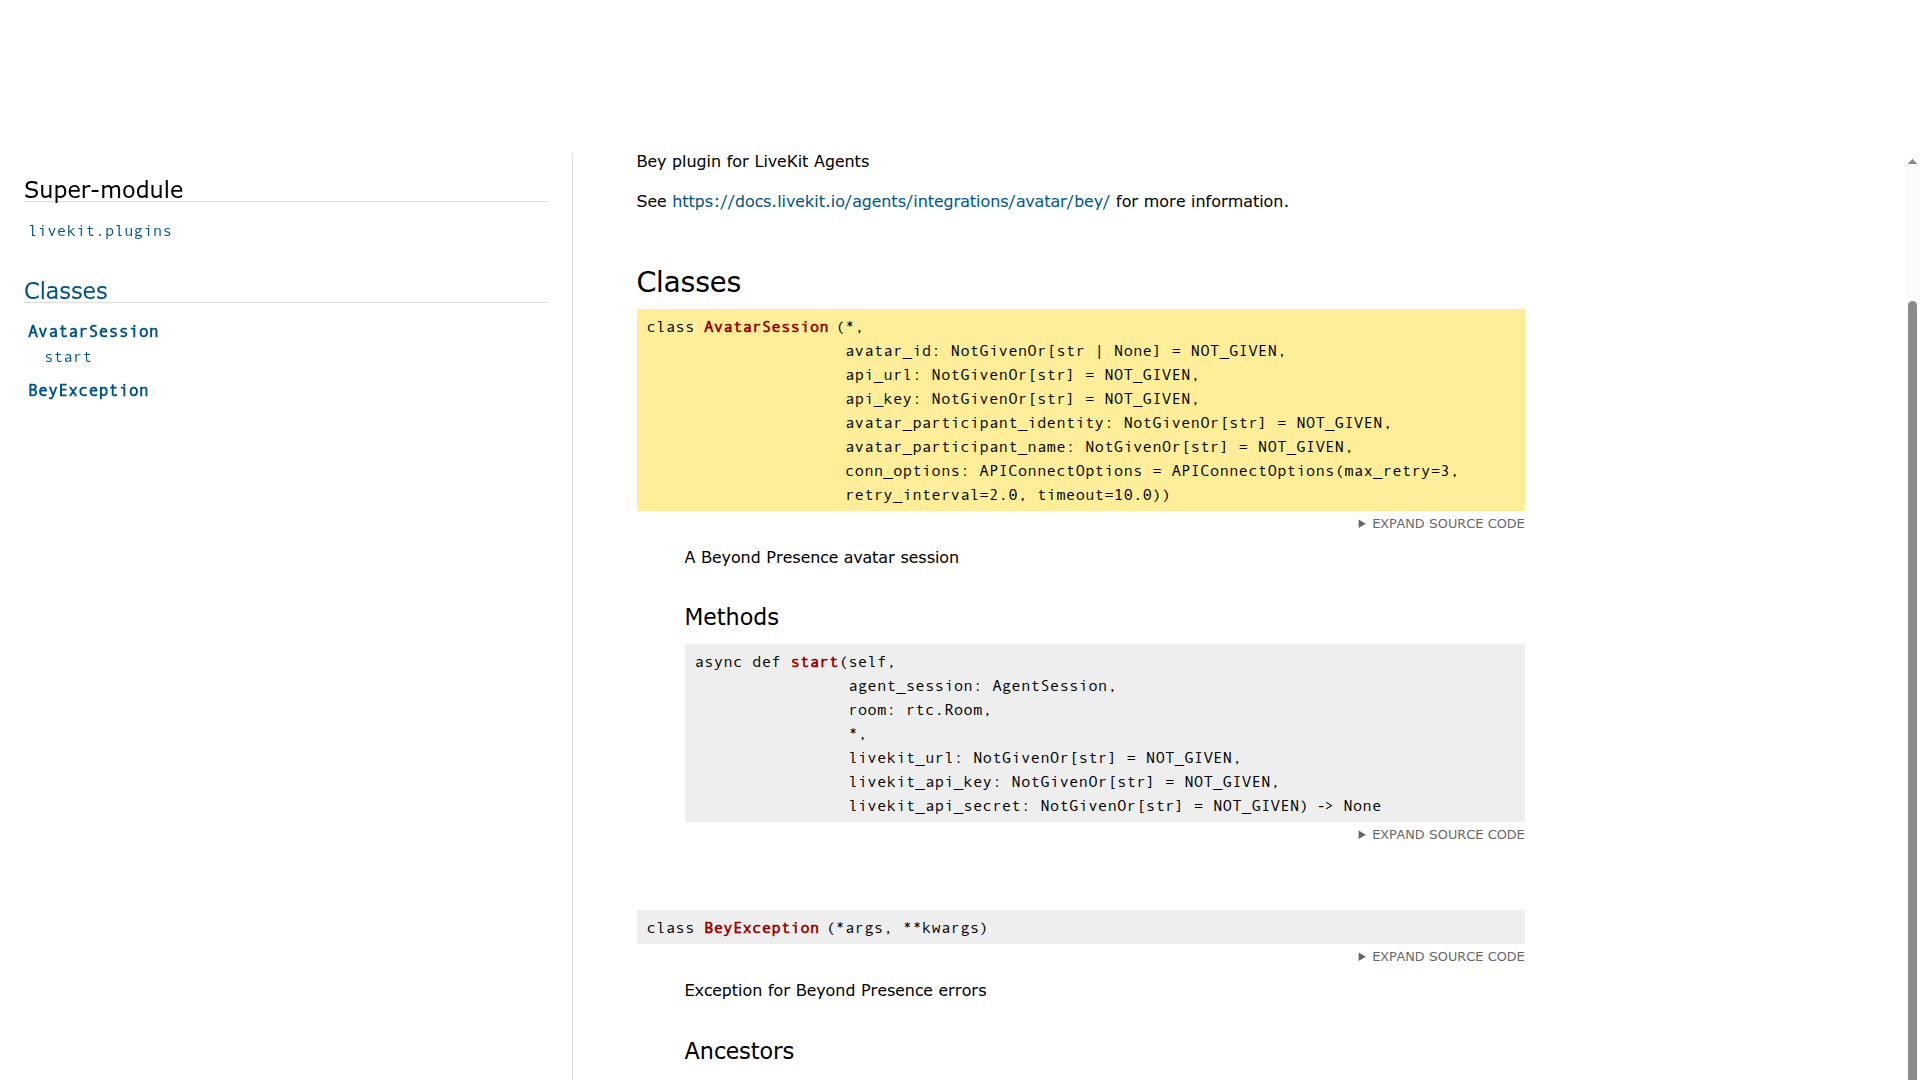 Super-module
livekit.plugins
Classes
AvatarSession
start
BeyException
Bey plugin for LiveKit Agents
See https://docs.livekit.io/agents/integrations/avatar/bey/ for more information.
Classes
class AvatarSession (*,
avatar_id: NotGivenOr[str | None] = NOT_GIVEN,
api_url: NotGivenOr[str] = NOT_GIVEN,
api_key: NotGivenOr[str] = NOT_GIVEN,
avatar_participant_identity: NotGivenOr[str] = NOT_GIVEN,
avatar_participant_name: NotGivenOr[str] = NOT_GIVEN,
conn_options: APIConnectOptions = APIConnectOptions(max_retry=3,
retry_interval=2.0, timeout=10.0))
EXPAND SOURCE CODE
A Beyond Presence avatar session
Methods
async def start(self,
agent_session: AgentSession,
room: rtc.Room,
*,
livekit_url: NotGivenOr[str] = NOT_GIVEN,
livekit_api_key: NotGivenOr[str] = NOT_GIVEN,
livekit_api_secret: NotGivenOr[str] = NOT_GIVEN) -> None
EXPAND SOURCE CODE
class BeyException (*args, **kwargs)
EXPAND SOURCE CODE
Exception for Beyond Presence errors
Ancestors